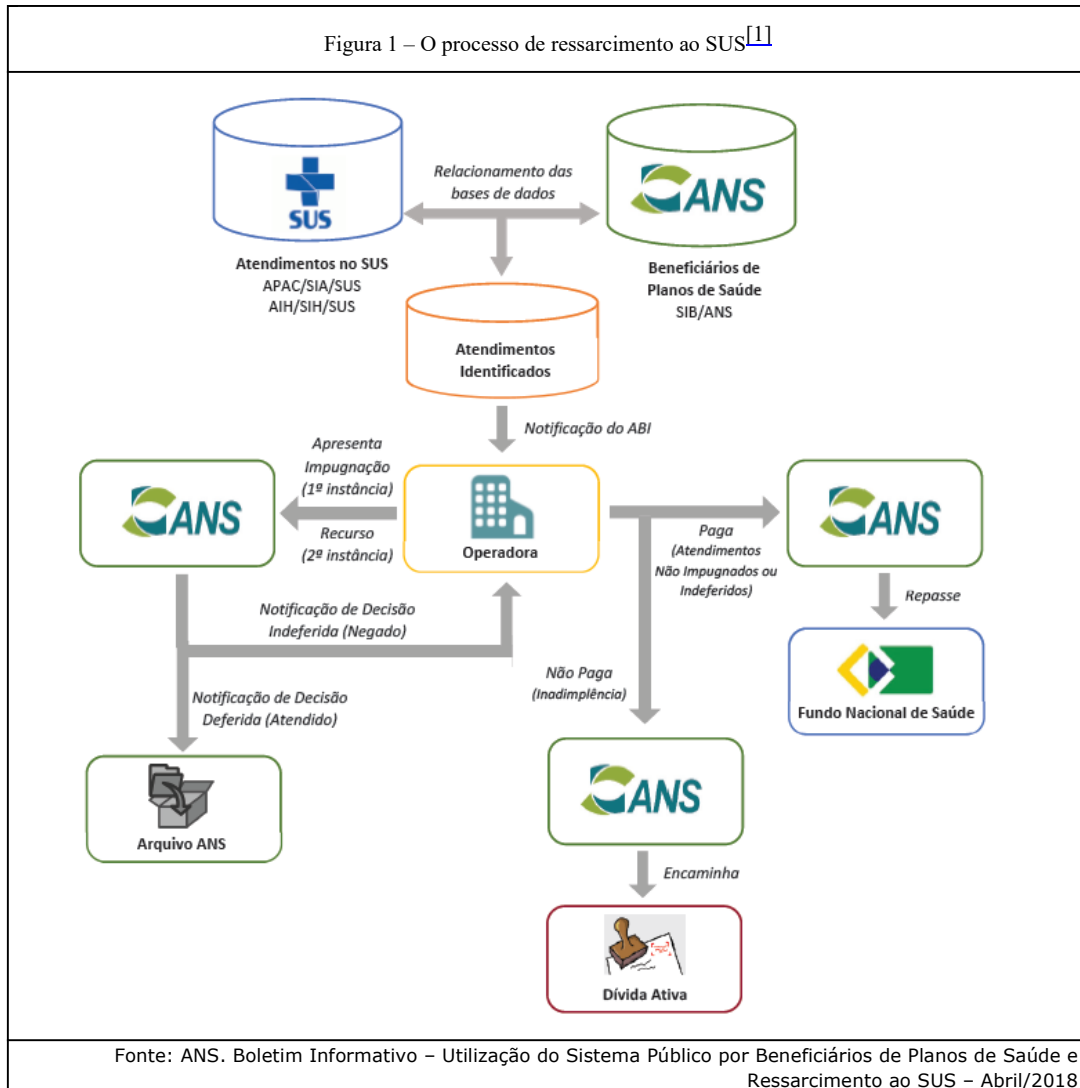 Figura 1 – O processo de ressarcimento ao SUS[1]
SUS
Relacionamento das
bases de dados
ANS
Atendimentos no SUS
APAC/SIA/SUS
AIH/SIH/SUS
Beneficiários de
Planos de Saúde
SIB/ANS
Atendimentos
Identificados
Notificação do ABI
Apresenta
Impugnação
(1ª instância)
ANS
Recurso
(2ª instância)
Operadora
Paga
(Atendimentos
Não Impugnados ou
Indeferidos)
ANS
Repasse
Notificação de Decisão
Indeferida (Negado)
Não Paga
(Inadimplência)
Fundo Nacional de Saúde
Notificação de Decisão
Deferida (Atendido)
Arquivo ANS
ANS
Encaminha
Dívida Ativa
Fonte: ANS. Boletim Informativo – Utilização do Sistema Público por Beneficiários de Planos de Saúde e
Ressarcimento ao SUS – Abril/2018